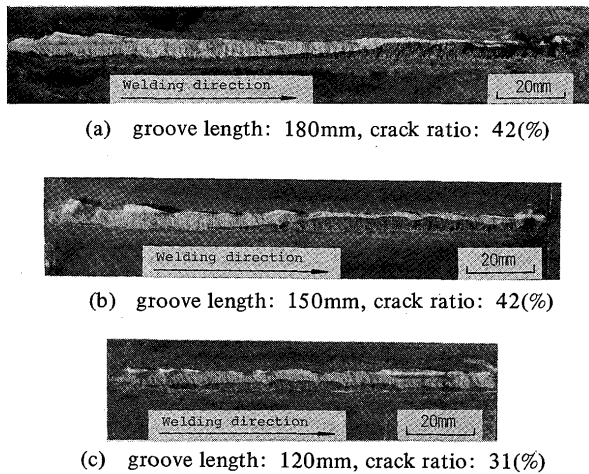 Welding direction
20mm
(a) groove length: 180mm, crack ratio: 42(%)
Welding direction
20mm
(b) groove length: 150mm, crack ratio: 42(%)
Welding direction
20mm
(c) groove length: 120mm, crack ratio: 31(%)